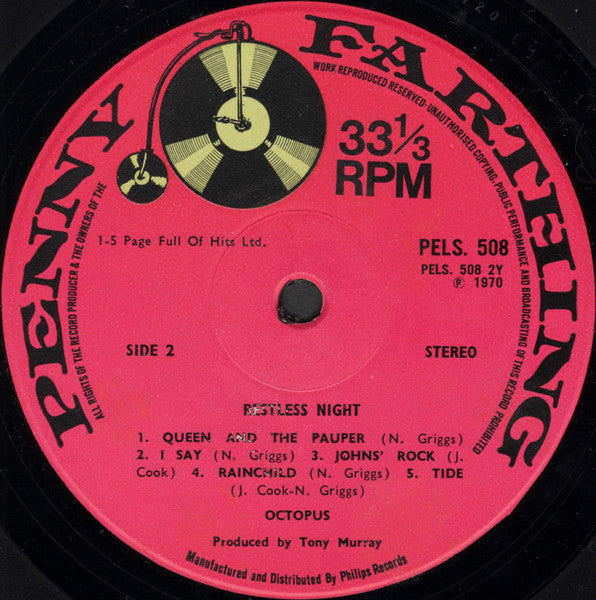 PENNY FARTHING
ALL RIGHTS OF THE RECORD PRODUCER & THE OWNERS OF THE
WORK REPRODUCED RESERVED · UNAUTHORISED COPYING, PUBLIC PERFORMANCE AND BROADCASTING OF THIS RECORD PROHIBITED
33⅓
RPM
1-5 Page Full Of Hits Ltd.
PELS. 508
PELS. 508 2Y
℗ 1970
SIDE 2
STEREO
RESTLESS NIGHT
1. QUEEN AND THE PAUPER (N. Griggs)
2. I SAY (N. Griggs) 3. JOHNS' ROCK (J.
Cook) 4. RAINCHILD (N. Griggs) 5. TIDE
(J. Cook-N. Griggs)
OCTOPUS
Produced by Tony Murray
Manufactured and Distributed By Philips Records